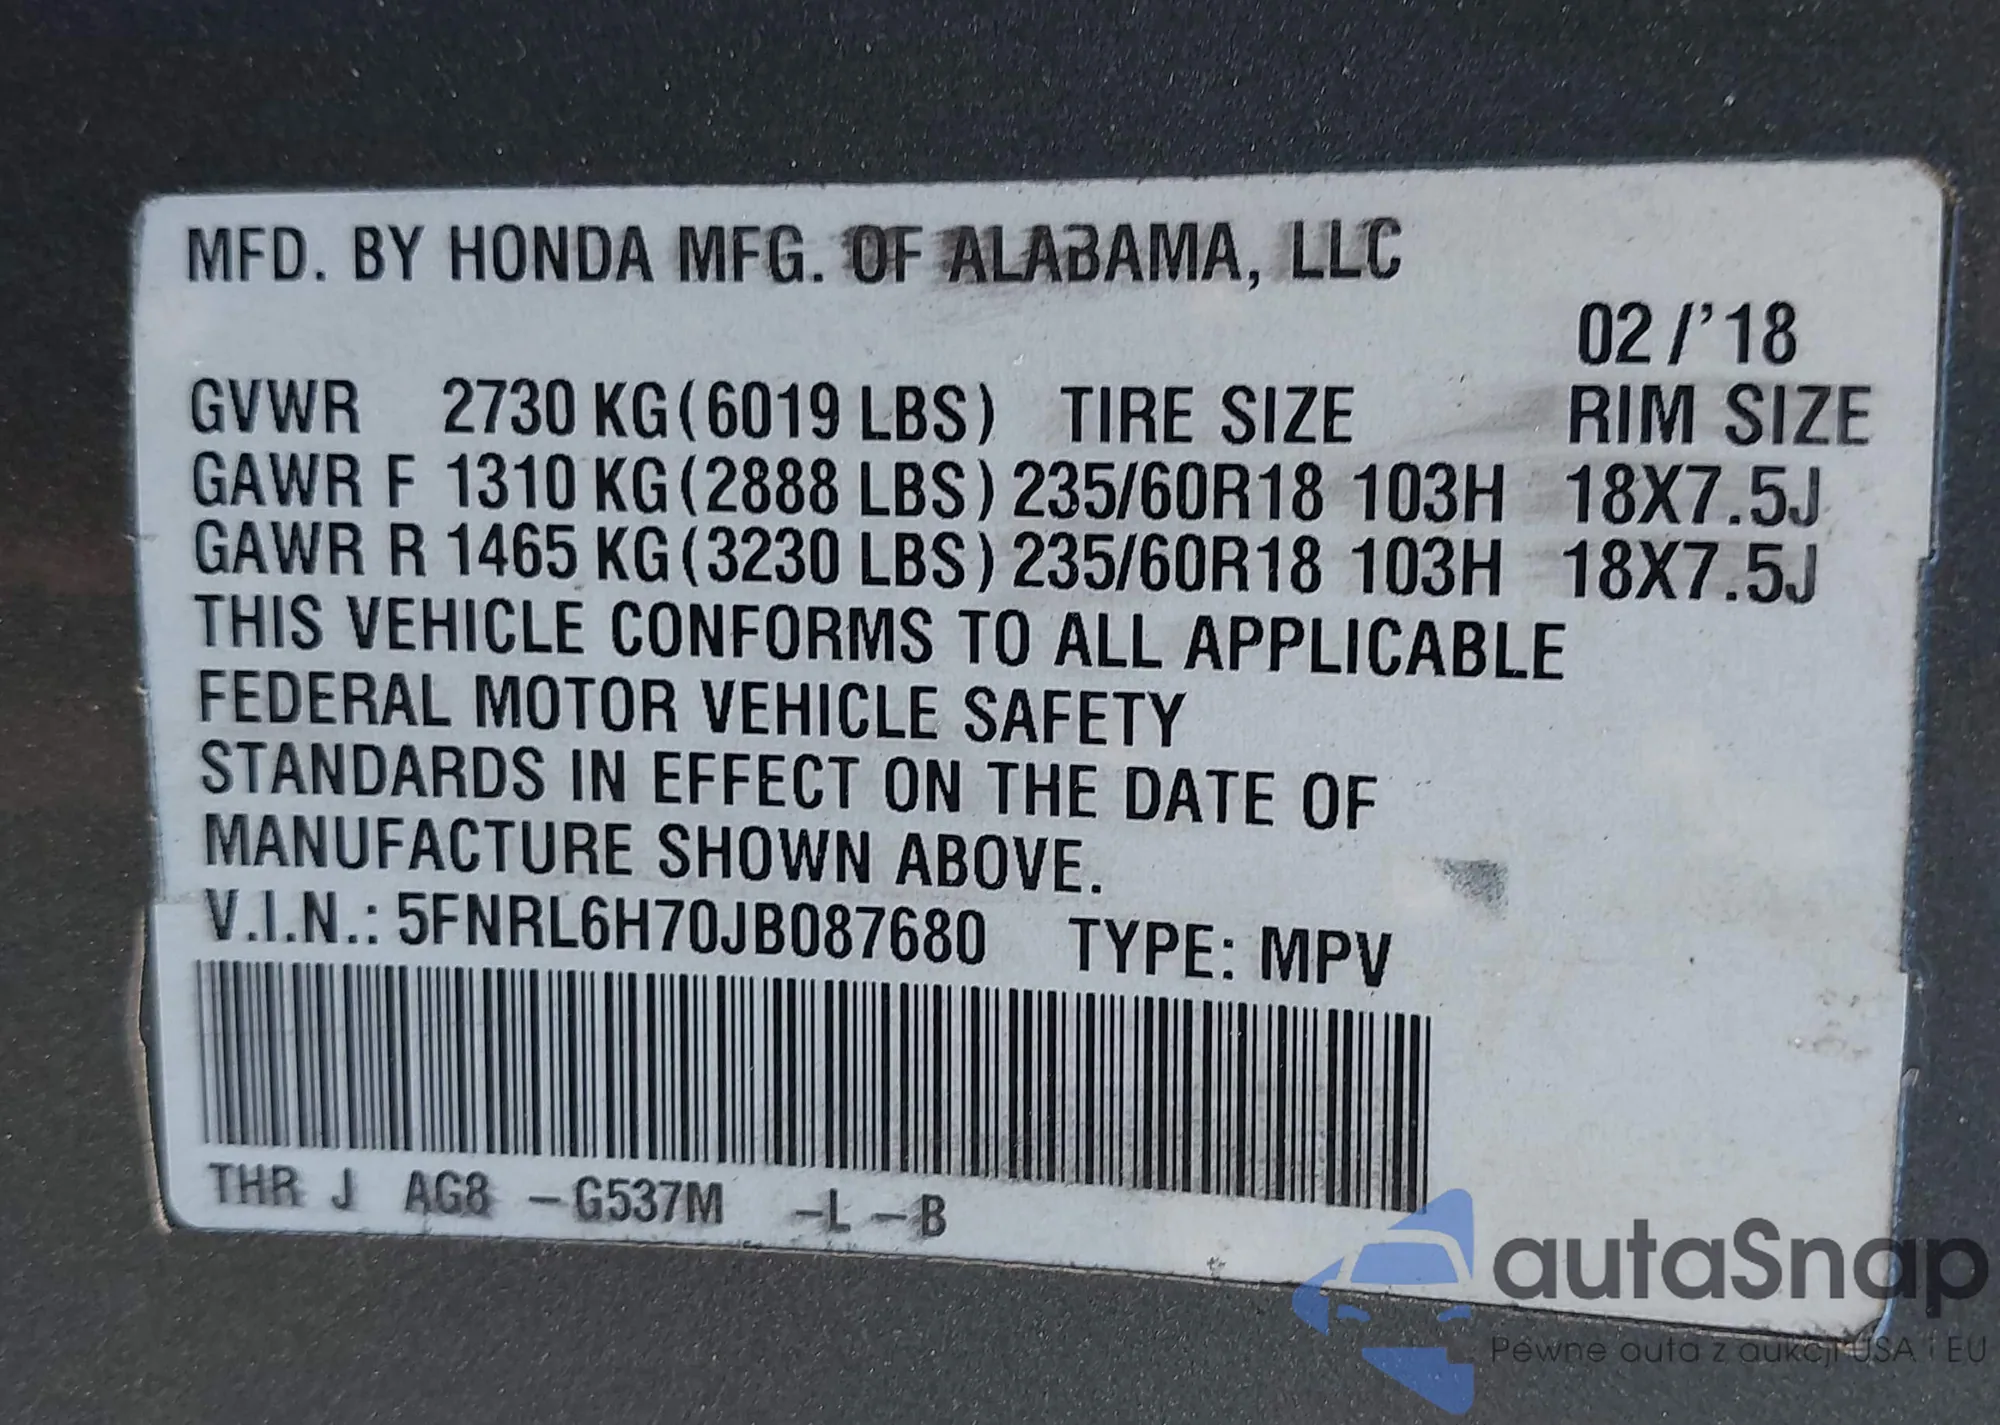 MFD. BY HONDA MFG. OF ALABAMA, LLC
02/'18
GVWR 2730 KG(6019 LBS) TIRE SIZE RIM SIZE
GAWR F 1310 KG(2888 LBS) 235/60R18 103H 18X7.5J
GAWR R 1465 KG(3230 LBS) 235/60R18 103H 18X7.5J
THIS VEHICLE CONFORMS TO ALL APPLICABLE
FEDERAL MOTOR VEHICLE SAFETY
STANDARDS IN EFFECT ON THE DATE OF
MANUFACTURE SHOWN ABOVE.
V.I.N.: 5FNRL6H70JB087680 TYPE: MPV
THR J AG8 -G537M -L -B
autaSnap
Pewne auta z aukcji USA i EU